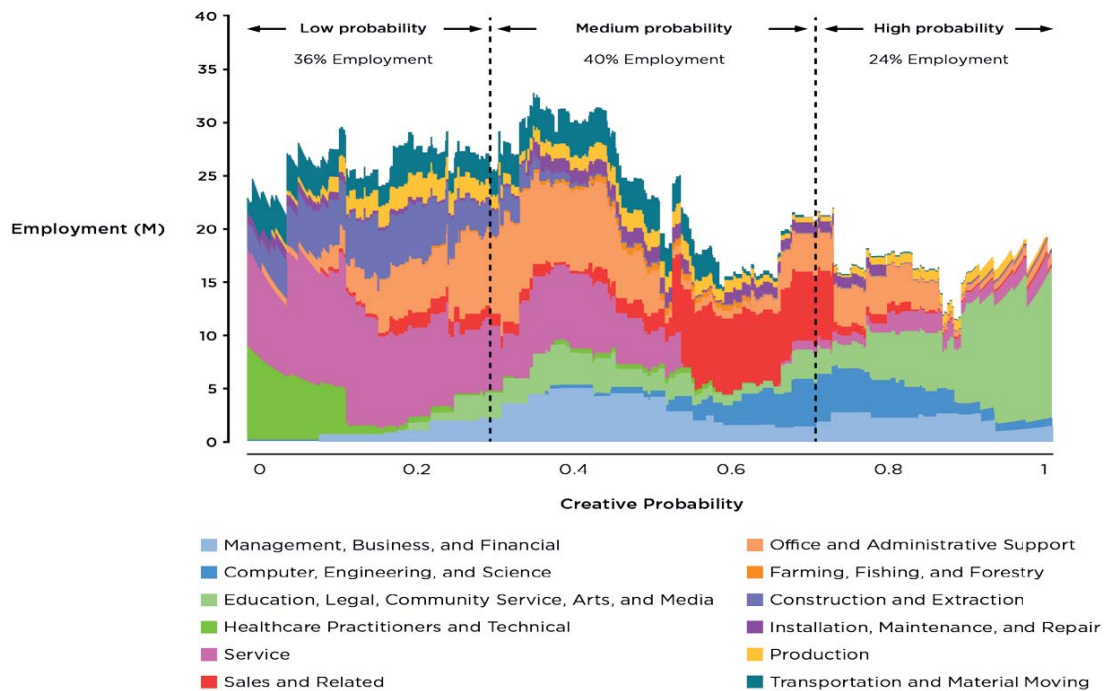 40
35
30
25
20
15
10
5
0
Employment (M)
Low probability
36% Employment
Medium probability
40% Employment
High probability
24% Employment
0 0.2 0.4 0.6 0.8 1
Creative Probability
Management, Business, and Financial
Computer, Engineering, and Science
Education, Legal, Community Service, Arts, and Media
Healthcare Practitioners and Technical
Service
Sales and Related
Office and Administrative Support
Farming, Fishing, and Forestry
Construction and Extraction
Installation, Maintenance, and Repair
Production
Transportation and Material Moving